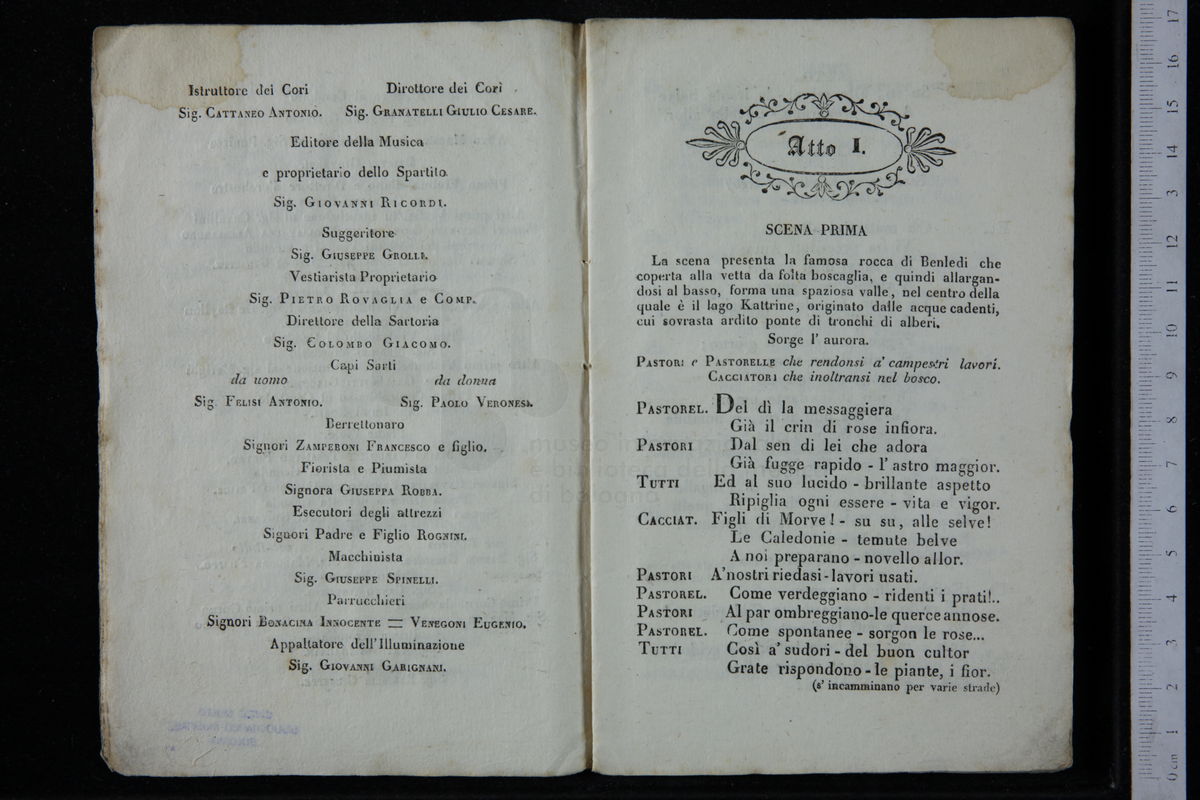 Istruttore dei Cori Direttore dei Cori
Sig. CATTANEO ANTONIO. Sig. GRANATELLI GIULIO CESARE.
Editore della Musica
e proprietario dello Spartito
Sig. GIOVANNI RICORDI.
Suggeritore
Sig. GIUSEPPE GROLLI.
Vestiarista Proprietario
Sig. PIETRO ROVAGLIA e COMP.
Direttore della Sartoria
Sig. COLOMBO GIACOMO.
Capi Sarti
da uomo da donna
Sig. FELISI ANTONIO. Sig. PAOLO VERONESI.
Berrettonaro
Signori ZAMPERONI FRANCESCO e figlio.
Fiorista e Piumista
Signora GIUSEPPA ROBBA.
Esecutori degli attrezzi
Signori Padre e Figlio ROGNINI.
Macchinista
Sig. GIUSEPPE SPINELLI.
Parrucchieri
Signori BONACINA INNOCENTE = VENEGONI EUGENIO.
Appaltatore dell'Illuminazione
Sig. GIOVANNI GARIGNANI.
Atto I.
SCENA PRIMA
La scena presenta la famosa rocca di Benledi che
coperta alla vetta da folta boscaglia, e quindi allargan-
dosi al basso, forma una spaziosa valle, nel centro della
quale è il lago Kattrine, originato dalle acque cadenti,
cui sovrasta ardito ponte di tronchi di alberi.
Sorge l' aurora.
PASTORI e PASTORELLE che rendonsi a' campestri lavori.
CACCIATORI che inoltransi nel bosco.
PASTOREL. Del dì la messaggiera
Già il crin di rose infiora.
PASTORI Dal sen di lei che adora
Già fugge rapido - l' astro maggior.
TUTTI Ed al suo lucido - brillante aspetto
Ripiglia ogni essere - vita e vigor.
CACCIAT. Figli di Morve! - su su, alle selve!
Le Caledonie - temute belve
A noi preparano - novello allor.
PASTORI A'nostri riedasi - lavori usati.
PASTOREL. Come verdeggiano - ridenti i prati!..
PASTORI Al par ombreggiano - le querce annose.
PASTOREL. Come spontanee - sorgon le rose...
TUTTI Così a' sudori - del buon cultor
Grate rispondono - le piante, i fior.
(s' incamminano per varie strade)